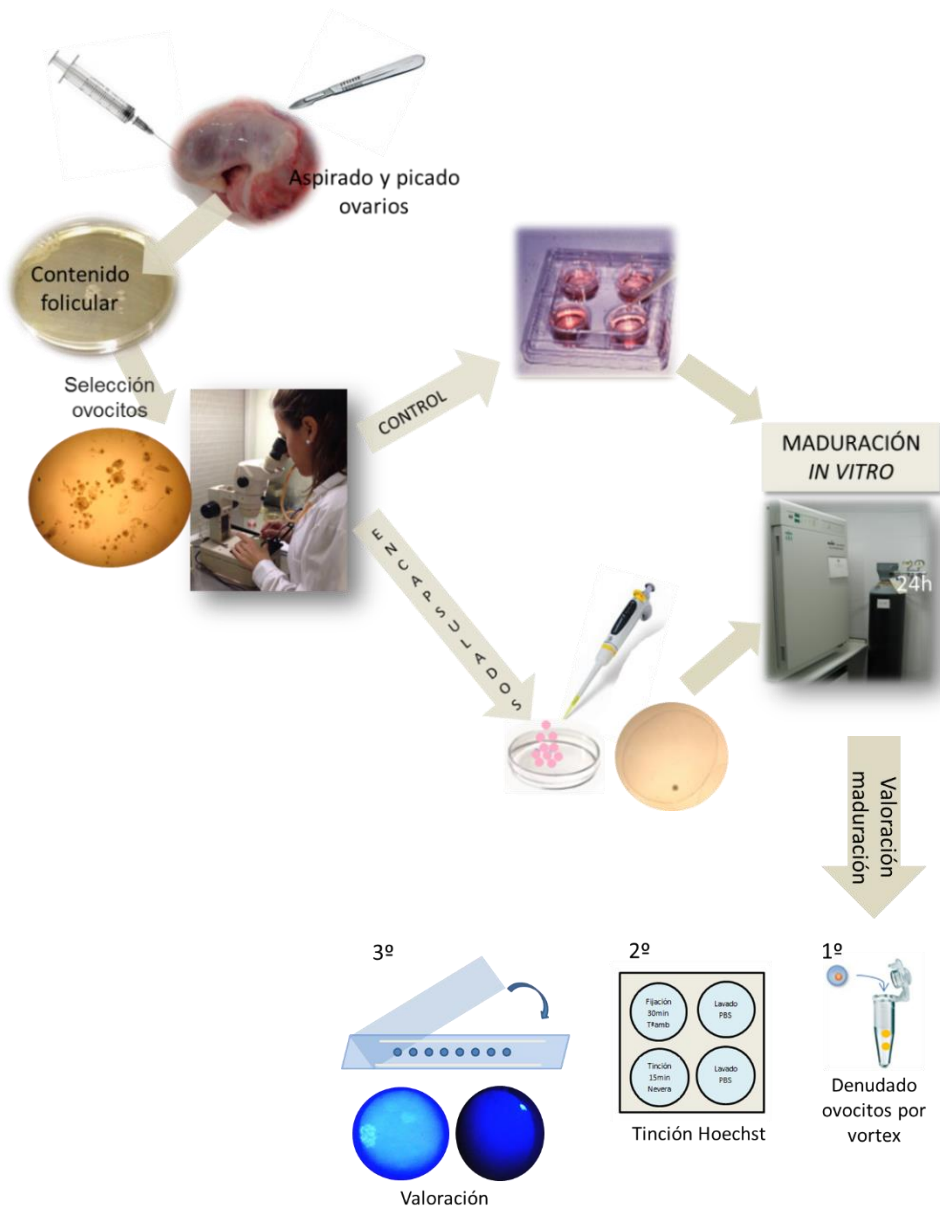 Aspirado y picado
ovarios
Contenido
folicular
Selección
ovocitos
CONTROL
ENCAPSULADOS
MADURACIÓN
IN VITRO
24h
Valoración
maduración
1º
Denudado
ovocitos por
vortex
2º
Fijación
30min
Tªamb
Lavado
PBS
Tinción
15min
Nevera
Lavado
PBS
Tinción Hoechst
3º
Valoración